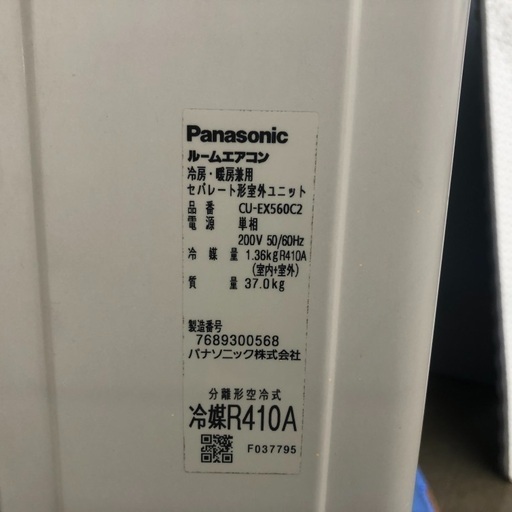 Panasonic
ルームエアコン
冷房・暖房兼用
セパレート形室外ユニット
品番 CU-EX560C2
電源 単相
200V 50/60Hz
冷媒量 1.36kg R410A
(室内+室外)
質量 37.0kg
製造番号
7689300568
パナソニック株式会社
分離形空冷式
冷媒R410A
F037795